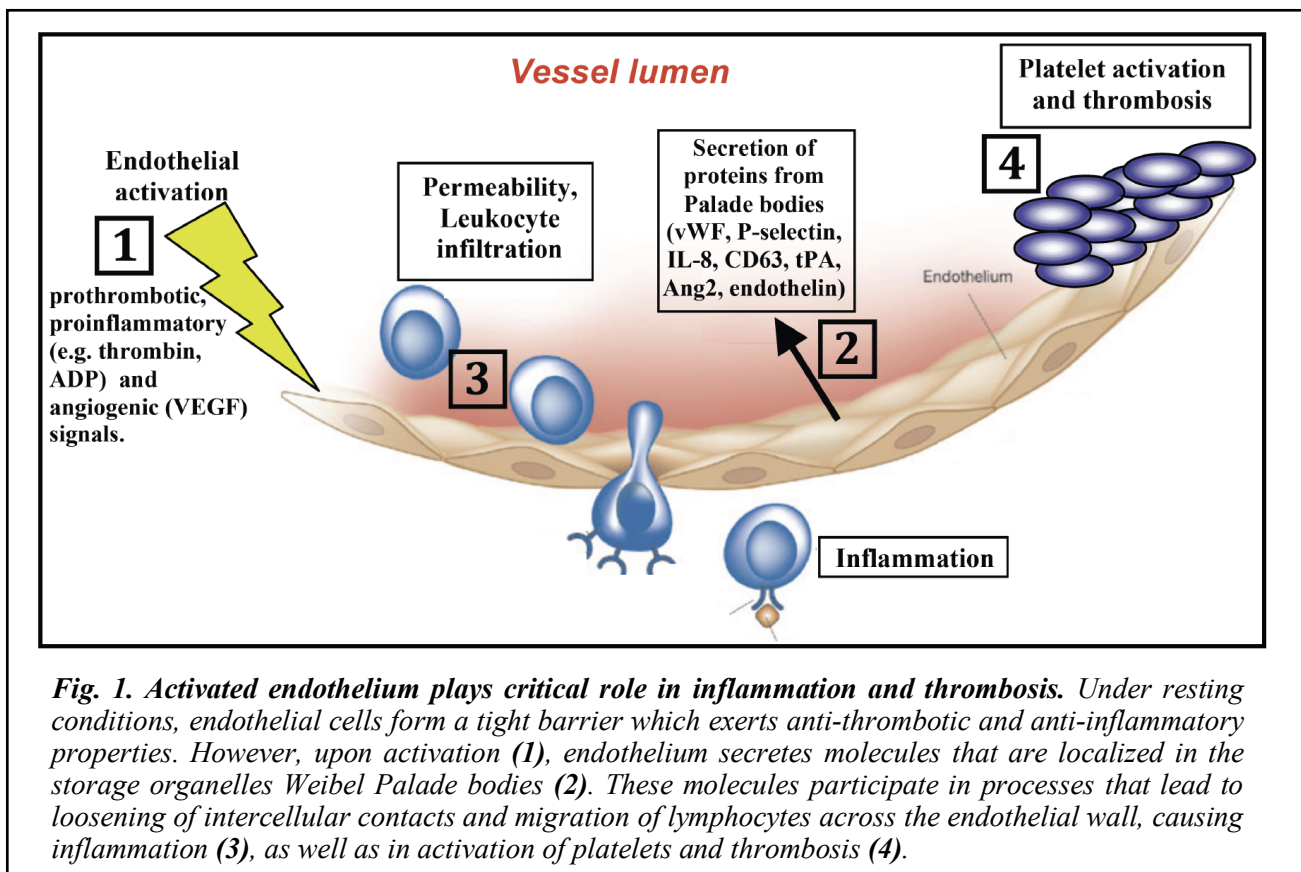 Vessel lumen
Platelet activation
and thrombosis
4
Endothelial
activation
1
prothrombotic,
proinflammatory
(e.g. thrombin,
ADP) and
angiogenic (VEGF)
signals.
Permeability,
Leukocyte
infiltration
3
Secretion of
proteins from
Palade bodies
(vWF, P-selectin,
IL-8, CD63, tPA,
Ang2, endothelin)
2
Endothelium
Inflammation
Fig. 1. Activated endothelium plays critical role in inflammation and thrombosis. Under resting
conditions, endothelial cells form a tight barrier which exerts anti-thrombotic and anti-inflammatory
properties. However, upon activation (1), endothelium secretes molecules that are localized in the
storage organelles Weibel Palade bodies (2). These molecules participate in processes that lead to
loosening of intercellular contacts and migration of lymphocytes across the endothelial wall, causing
inflammation (3), as well as in activation of platelets and thrombosis (4).